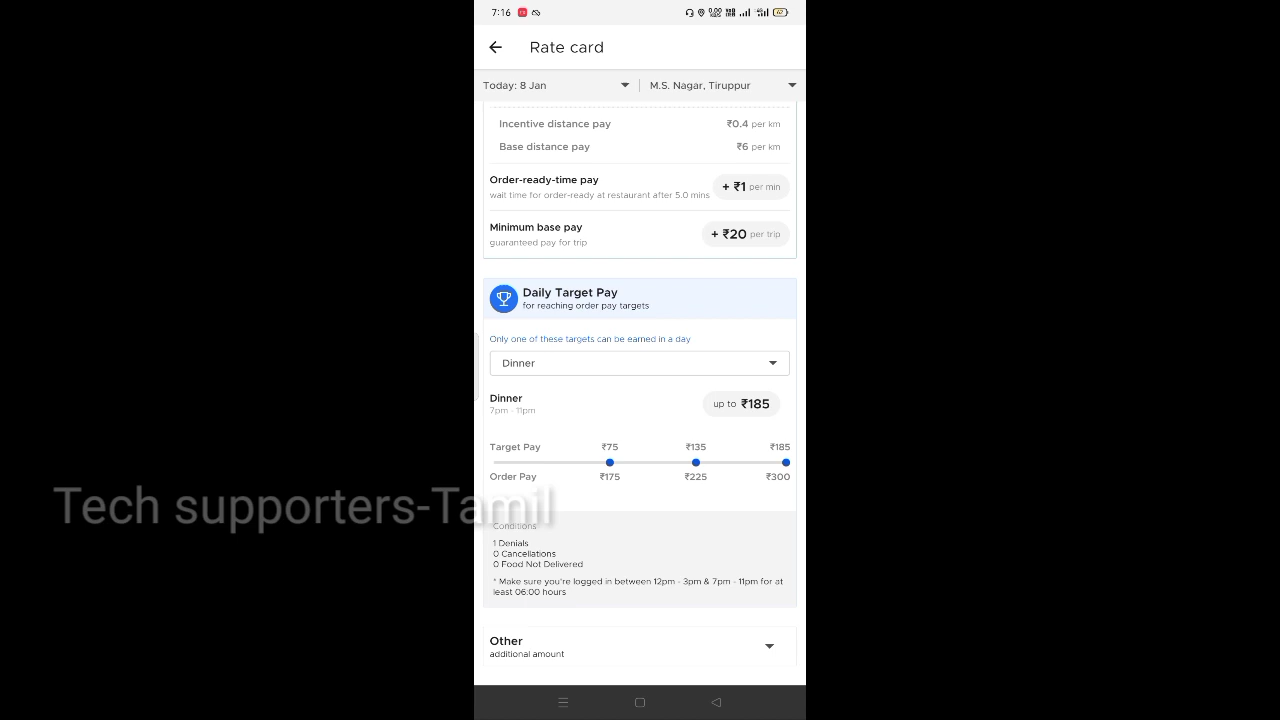 7:16
Rate card
Today: 8 Jan M.S. Nagar, Tiruppur
Incentive distance pay ₹0.4 per km
Base distance pay ₹6 per km
Order-ready-time pay
wait time for order-ready at restaurant after 5.0 mins
+ ₹1 per min
Minimum base pay
guaranteed pay for trip
+ ₹20 per trip
Daily Target Pay
for reaching order pay targets
Only one of these targets can be earned in a day
Dinner
Dinner
7pm - 11pm
up to ₹185
Target Pay ₹75 ₹135 ₹185
Order Pay ₹175 ₹225 ₹300
Tech supporters-Tamil
Conditions
1 Denials
0 Cancellations
0 Food Not Delivered
* Make sure you're logged in between 12pm - 3pm & 7pm - 11pm for at
least 06:00 hours
Other
additional amount